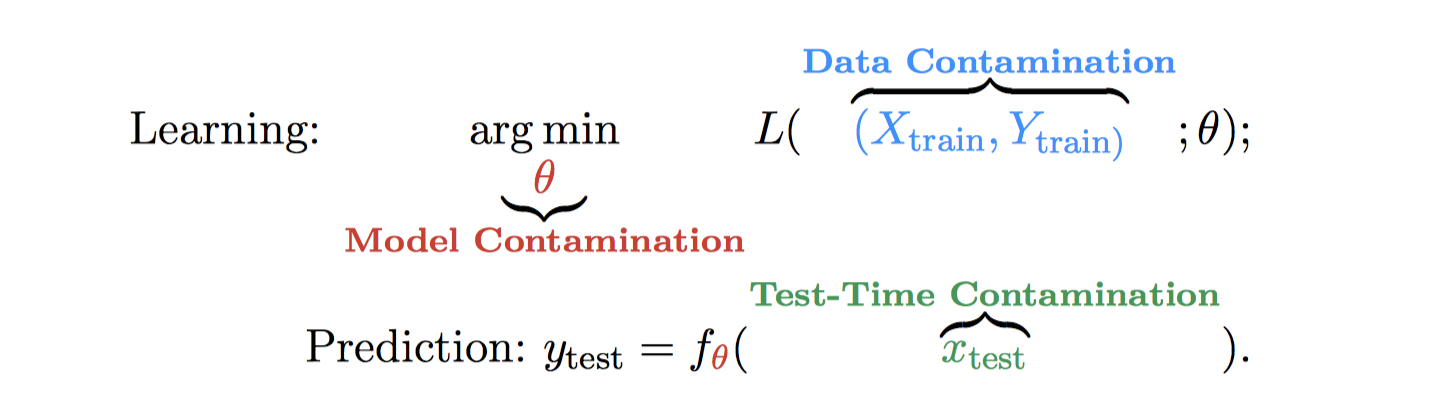 Data Contamination
Learning: arg min L( (X_train, Y_train) ; θ);
θ
Model Contamination
Test-Time Contamination
Prediction: y_test = f_θ( x_test ).